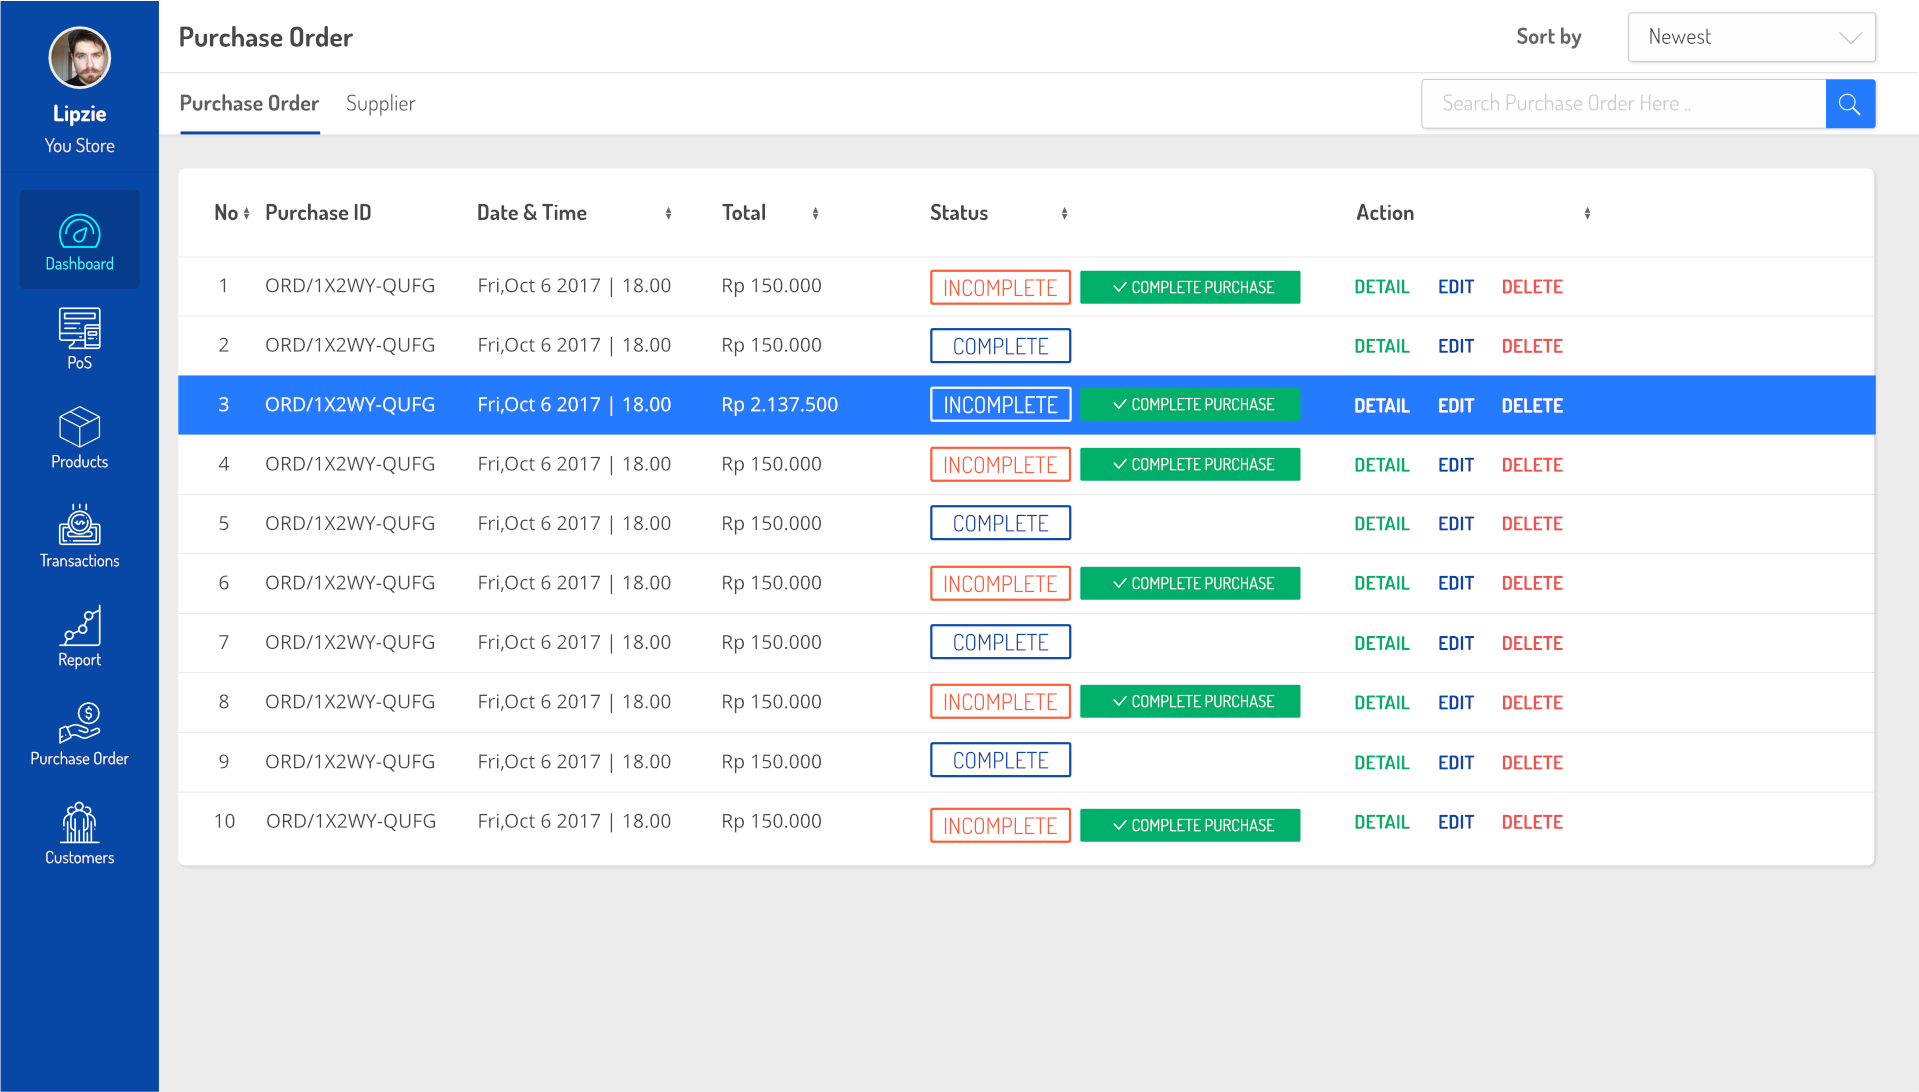 Lipzie
You Store
Dashboard
PoS
Products
Transactions
Report
Purchase Order
Customers
Purchase Order
Sort by Newest
Purchase Order Supplier
Search Purchase Order Here ..
No Purchase ID Date & Time Total Status Action
1 ORD/1X2WY-QUFG Fri,Oct 6 2017 | 18.00 Rp 150.000 INCOMPLETE COMPLETE PURCHASE DETAIL EDIT DELETE
2 ORD/1X2WY-QUFG Fri,Oct 6 2017 | 18.00 Rp 150.000 COMPLETE DETAIL EDIT DELETE
3 ORD/1X2WY-QUFG Fri,Oct 6 2017 | 18.00 Rp 2.137.500 INCOMPLETE COMPLETE PURCHASE DETAIL EDIT DELETE
4 ORD/1X2WY-QUFG Fri,Oct 6 2017 | 18.00 Rp 150.000 INCOMPLETE COMPLETE PURCHASE DETAIL EDIT DELETE
5 ORD/1X2WY-QUFG Fri,Oct 6 2017 | 18.00 Rp 150.000 COMPLETE DETAIL EDIT DELETE
6 ORD/1X2WY-QUFG Fri,Oct 6 2017 | 18.00 Rp 150.000 INCOMPLETE COMPLETE PURCHASE DETAIL EDIT DELETE
7 ORD/1X2WY-QUFG Fri,Oct 6 2017 | 18.00 Rp 150.000 COMPLETE DETAIL EDIT DELETE
8 ORD/1X2WY-QUFG Fri,Oct 6 2017 | 18.00 Rp 150.000 INCOMPLETE COMPLETE PURCHASE DETAIL EDIT DELETE
9 ORD/1X2WY-QUFG Fri,Oct 6 2017 | 18.00 Rp 150.000 COMPLETE DETAIL EDIT DELETE
10 ORD/1X2WY-QUFG Fri,Oct 6 2017 | 18.00 Rp 150.000 INCOMPLETE COMPLETE PURCHASE DETAIL EDIT DELETE